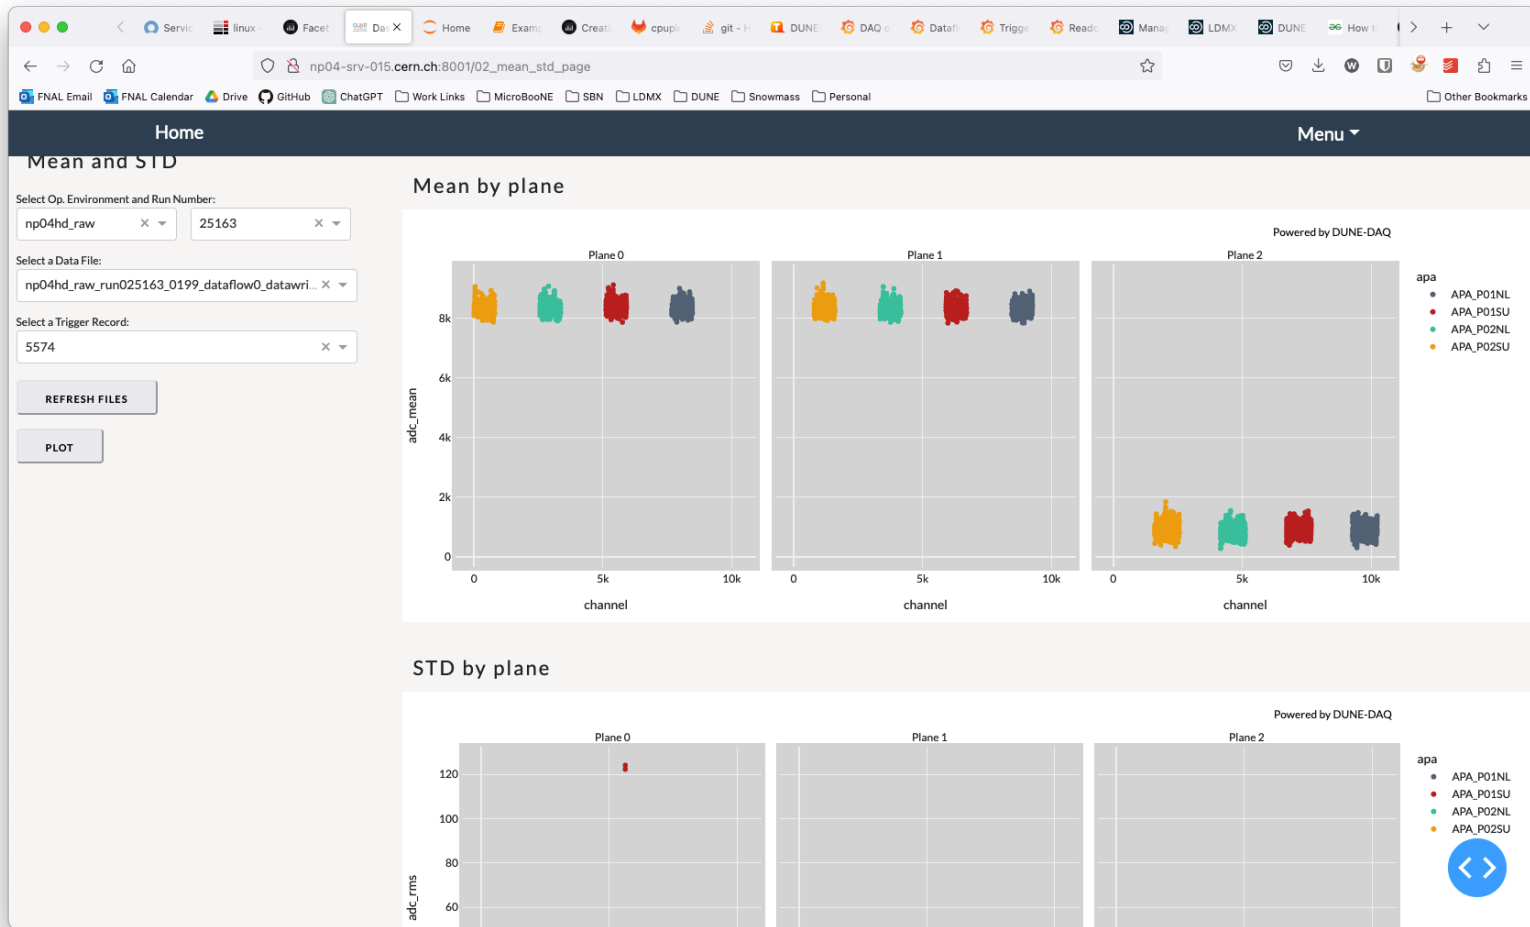 Servic
linux -
Facet
Das
Home
Examp
Creati
cpupin
git - H
DUNE
DAQ o
Datafl
Trigge
Reado
Manag
LDMX
DUNE
How t
np04-srv-015.cern.ch:8001/02_mean_std_page
FNAL Email FNAL Calendar Drive GitHub ChatGPT Work Links MicroBooNE SBN LDMX DUNE Snowmass Personal Other Bookmarks
Home Menu
Mean and STD
Select Op. Environment and Run Number:
np04hd_raw 25163
Select a Data File:
np04hd_raw_run025163_0199_dataflow0_datawri...
Select a Trigger Record:
5574
REFRESH FILES
PLOT
Mean by plane
Powered by DUNE-DAQ
Plane 0 Plane 1 Plane 2
adc_mean
8k
6k
4k
2k
0
0 5k 10k 0 5k 10k 0 5k 10k
channel channel channel
apa
APA_P01NL
APA_P01SU
APA_P02NL
APA_P02SU
STD by plane
Powered by DUNE-DAQ
Plane 0 Plane 1 Plane 2
adc_rms
120
100
80
60
apa
APA_P01NL
APA_P01SU
APA_P02NL
APA_P02SU